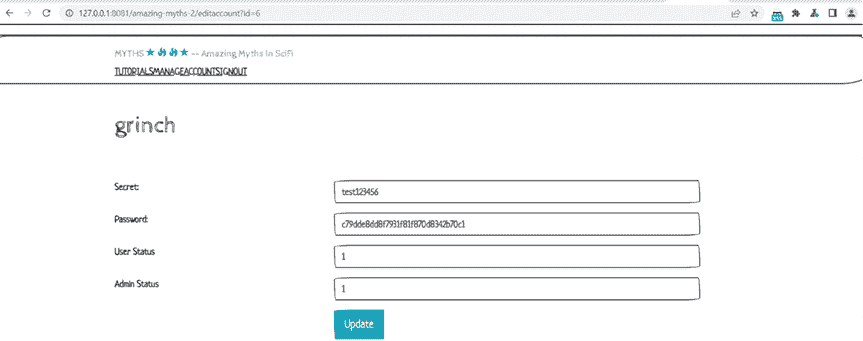 127.0.0.1:8081/amazing-myths-2/editaccount?id=6
MYTHS -- Amazing Myths In SciFi
TUTORIALSMANAGEACCOUNTSIGNOUT
grinch
Secret: test123456
Password: c79dde8dd8f7931f81f870d8342b70c1
User Status 1
Admin Status 1
Update